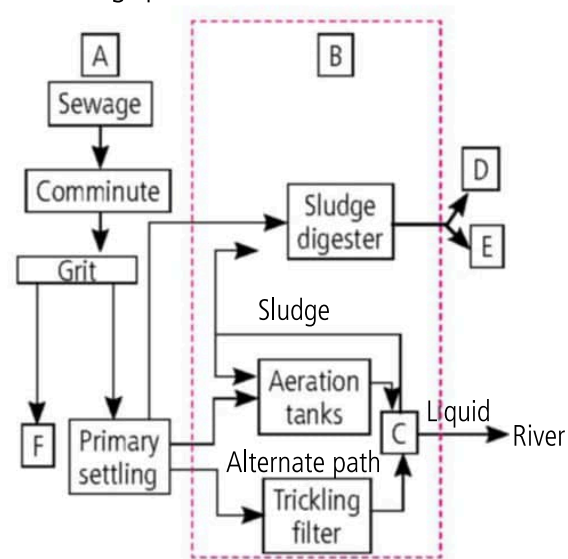 A
B
Sewage
Comminute
D
Sludge
digester
E
Grit
Sludge
Aeration
tanks
Liquid
C
River
F
Primary
settling
Alternate path
Trickling
filter